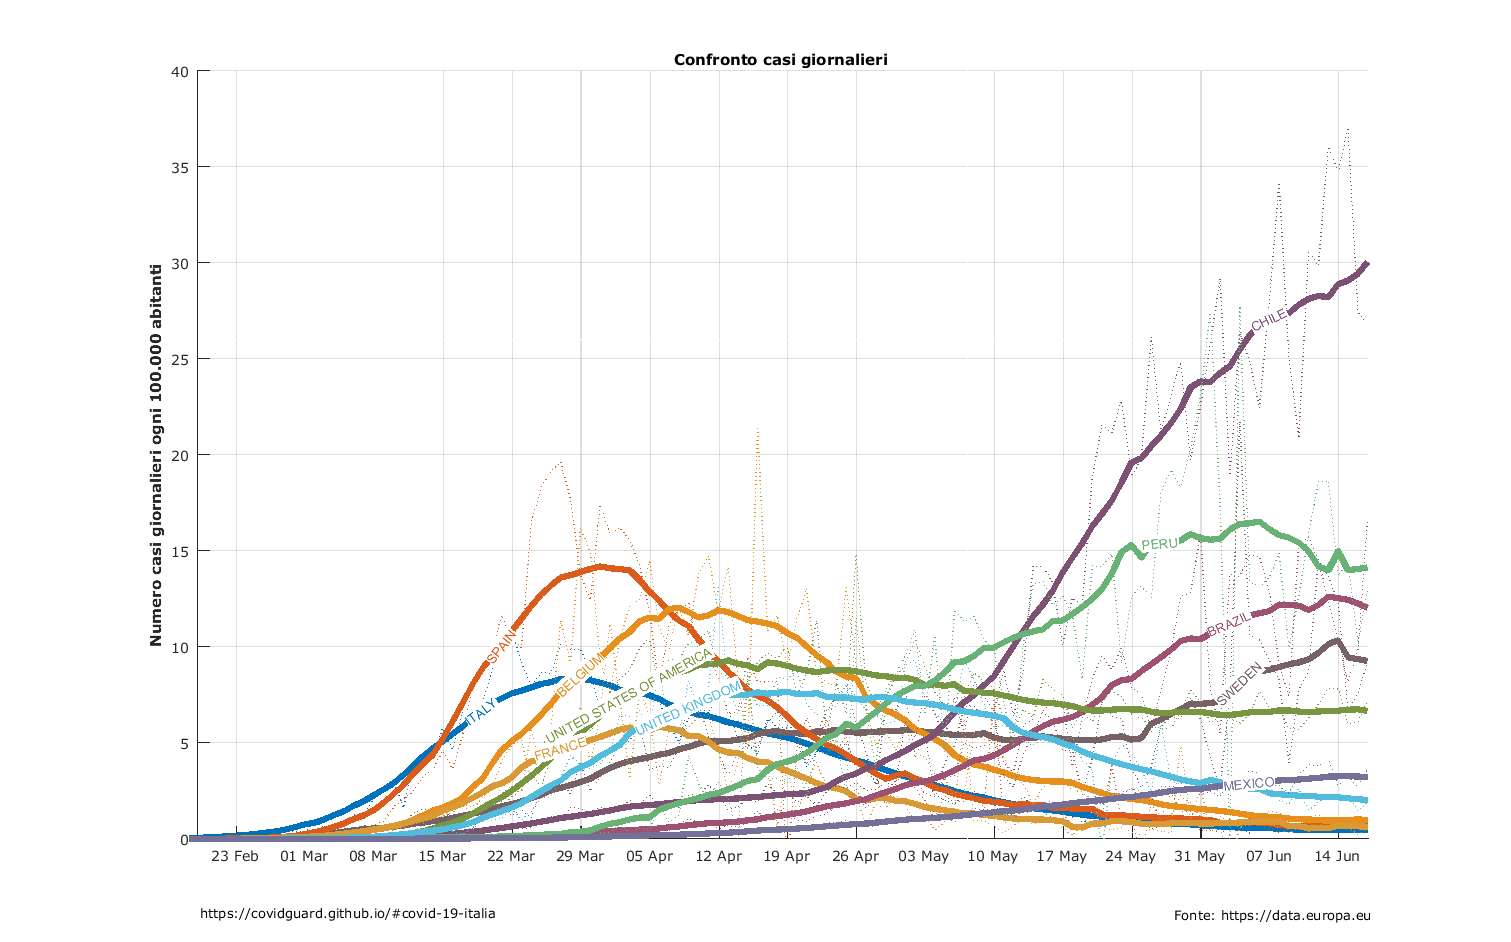 Confronto casi giornalieri
Numero casi giornalieri ogni 100.000 abitanti
40
35
30
25
20
15
10
5
0
CHILE
PERU
BRAZIL
SWEDEN
MEXICO
SPAIN
ITALY
BELGIUM
UNITED STATES OF AMERICA
UNITED KINGDOM
FRANCE
23 Feb 01 Mar 08 Mar 15 Mar 22 Mar 29 Mar 05 Apr 12 Apr 19 Apr 26 Apr 03 May 10 May 17 May 24 May 31 May 07 Jun 14 Jun
https://covidguard.github.io/#covid-19-italia
Fonte: https://data.europa.eu